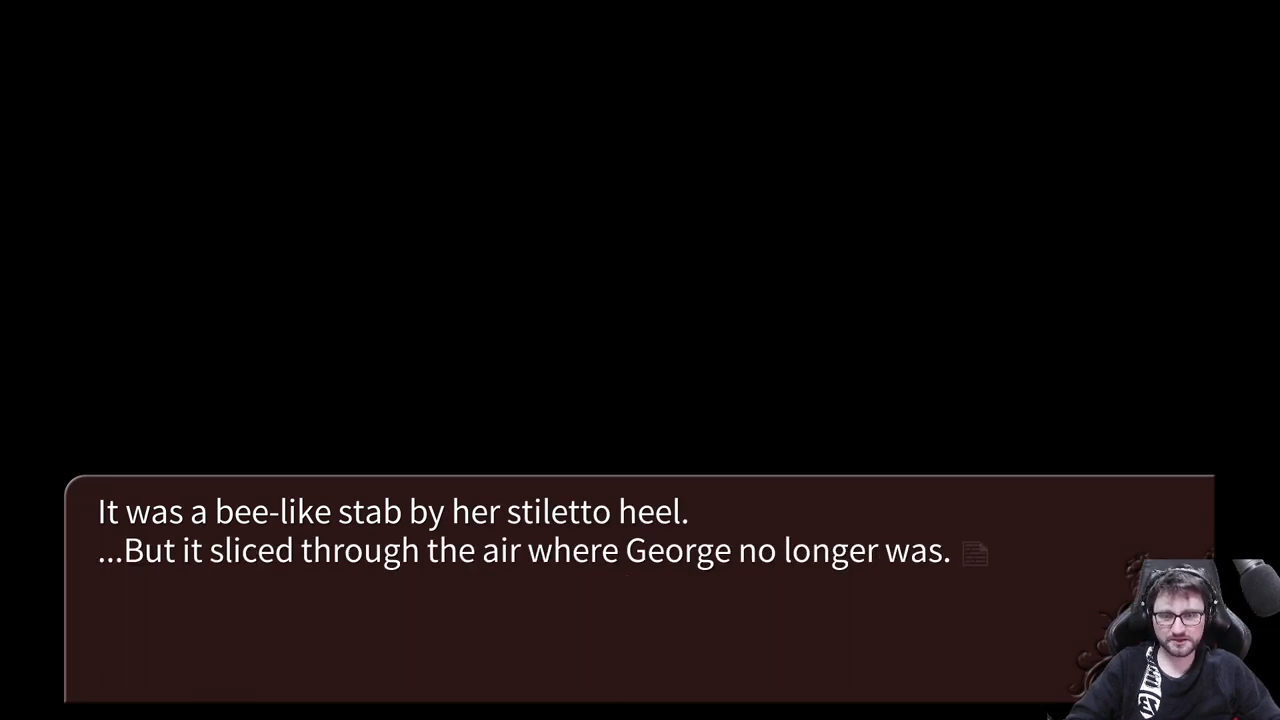 It was a bee-like stab by her stiletto heel.
...But it sliced through the air where George no longer was.